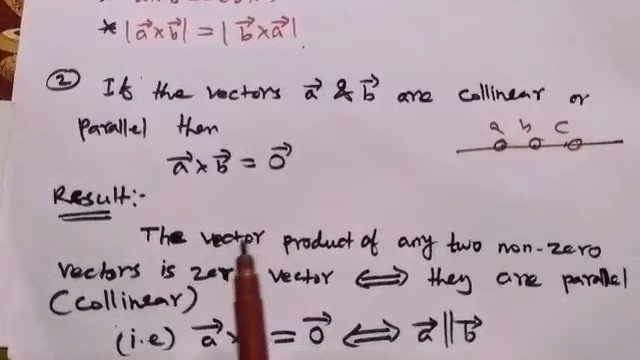 * |a⃗ × b⃗| = | b⃗ × a⃗|
② If the vectors a⃗ & b⃗ are collinear or
parallel then
a b c
a⃗ × b⃗ = 0⃗
Result:-
The vector product of any two non-zero
vectors is zero vector ⟺ they are parallel
(collinear)
(i.e) a⃗ × = 0⃗ ⟺ a⃗ || b⃗